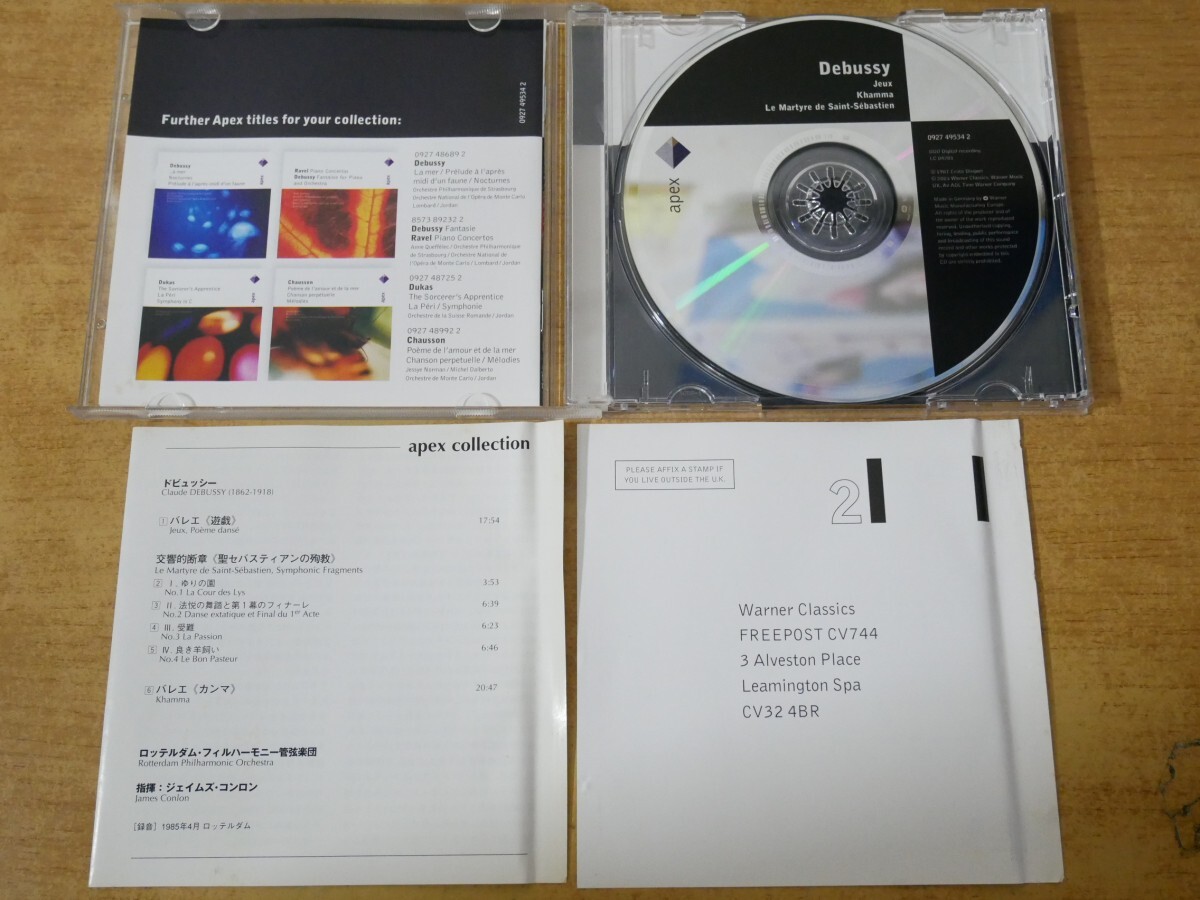 Further Apex titles for your collection:
0927 49534 2
Debussy
La mer
Nocturnes
Prélude à l'après-midi d'un faune
apex
Ravel Piano Concertos
Debussy Fantaisie for Piano
and Orchestra
apex
Dukas
The Sorcerer's Apprentice
La Péri
Symphony in C
apex
Chausson
Poème de l'amour et de la mer
Chanson perpetuelle
Mélodies
apex
0927 48689 2
Debussy
La mer / Prélude à l'après
midi d'un faune / Nocturnes
Orchestre Philharmonique de Strasbourg
Orchestre National de l'Opéra de Monte Carlo
Lombard / Jordan
8573 89232 2
Debussy Fantasie
Ravel Piano Concertos
Anne Queffélec / Orchestre Philharmonique
de Strasbourg / Orchestre National de
l'Opéra de Monte Carlo / Lombard / Jordan
0927 48725 2
Dukas
The Sorcerer's Apprentice
La Péri / Symphonie
Orchestre de la Suisse Romande / Jordan
0927 48992 2
Chausson
Poème de l'amour et de la mer
Chanson perpetuelle / Mélodies
Jessye Norman / Michel Dalberto
Orchestre de Monte Carlo / Jordan
Debussy
Jeux
Khamma
Le Martyre de Saint-Sébastien
apex
0927 49534 2
apex collection
ドビュッシー
Claude DEBUSSY (1862-1918)
1 バレエ《遊戯》 17:54
Jeux, Poème dansé
交響的断章《聖セバスティアンの殉教》
Le Martyre de Saint-Sébastien, Symphonic Fragments
2 Ⅰ. ゆりの園 3:53
No.1 La Cour des Lys
3 Ⅱ. 法悦の舞踏と第1幕のフィナーレ 6:39
No.2 Danse extatique et Final du 1er Acte
4 Ⅲ. 受難 6:23
No.3 La Passion
5 Ⅳ. 良き羊飼い 6:46
No.4 Le Bon Pasteur
6 バレエ《カンマ》 20:47
Khamma
ロッテルダム・フィルハーモニー管弦楽団
Rotterdam Philharmonic Orchestra
指揮：ジェイムズ・コンロン
James Conlon
[録音] 1985年4月 ロッテルダム
PLEASE AFFIX A STAMP IF
YOU LIVE OUTSIDE THE U.K.
2
Warner Classics
FREEPOST CV744
3 Alveston Place
Leamington Spa
CV32 4BR